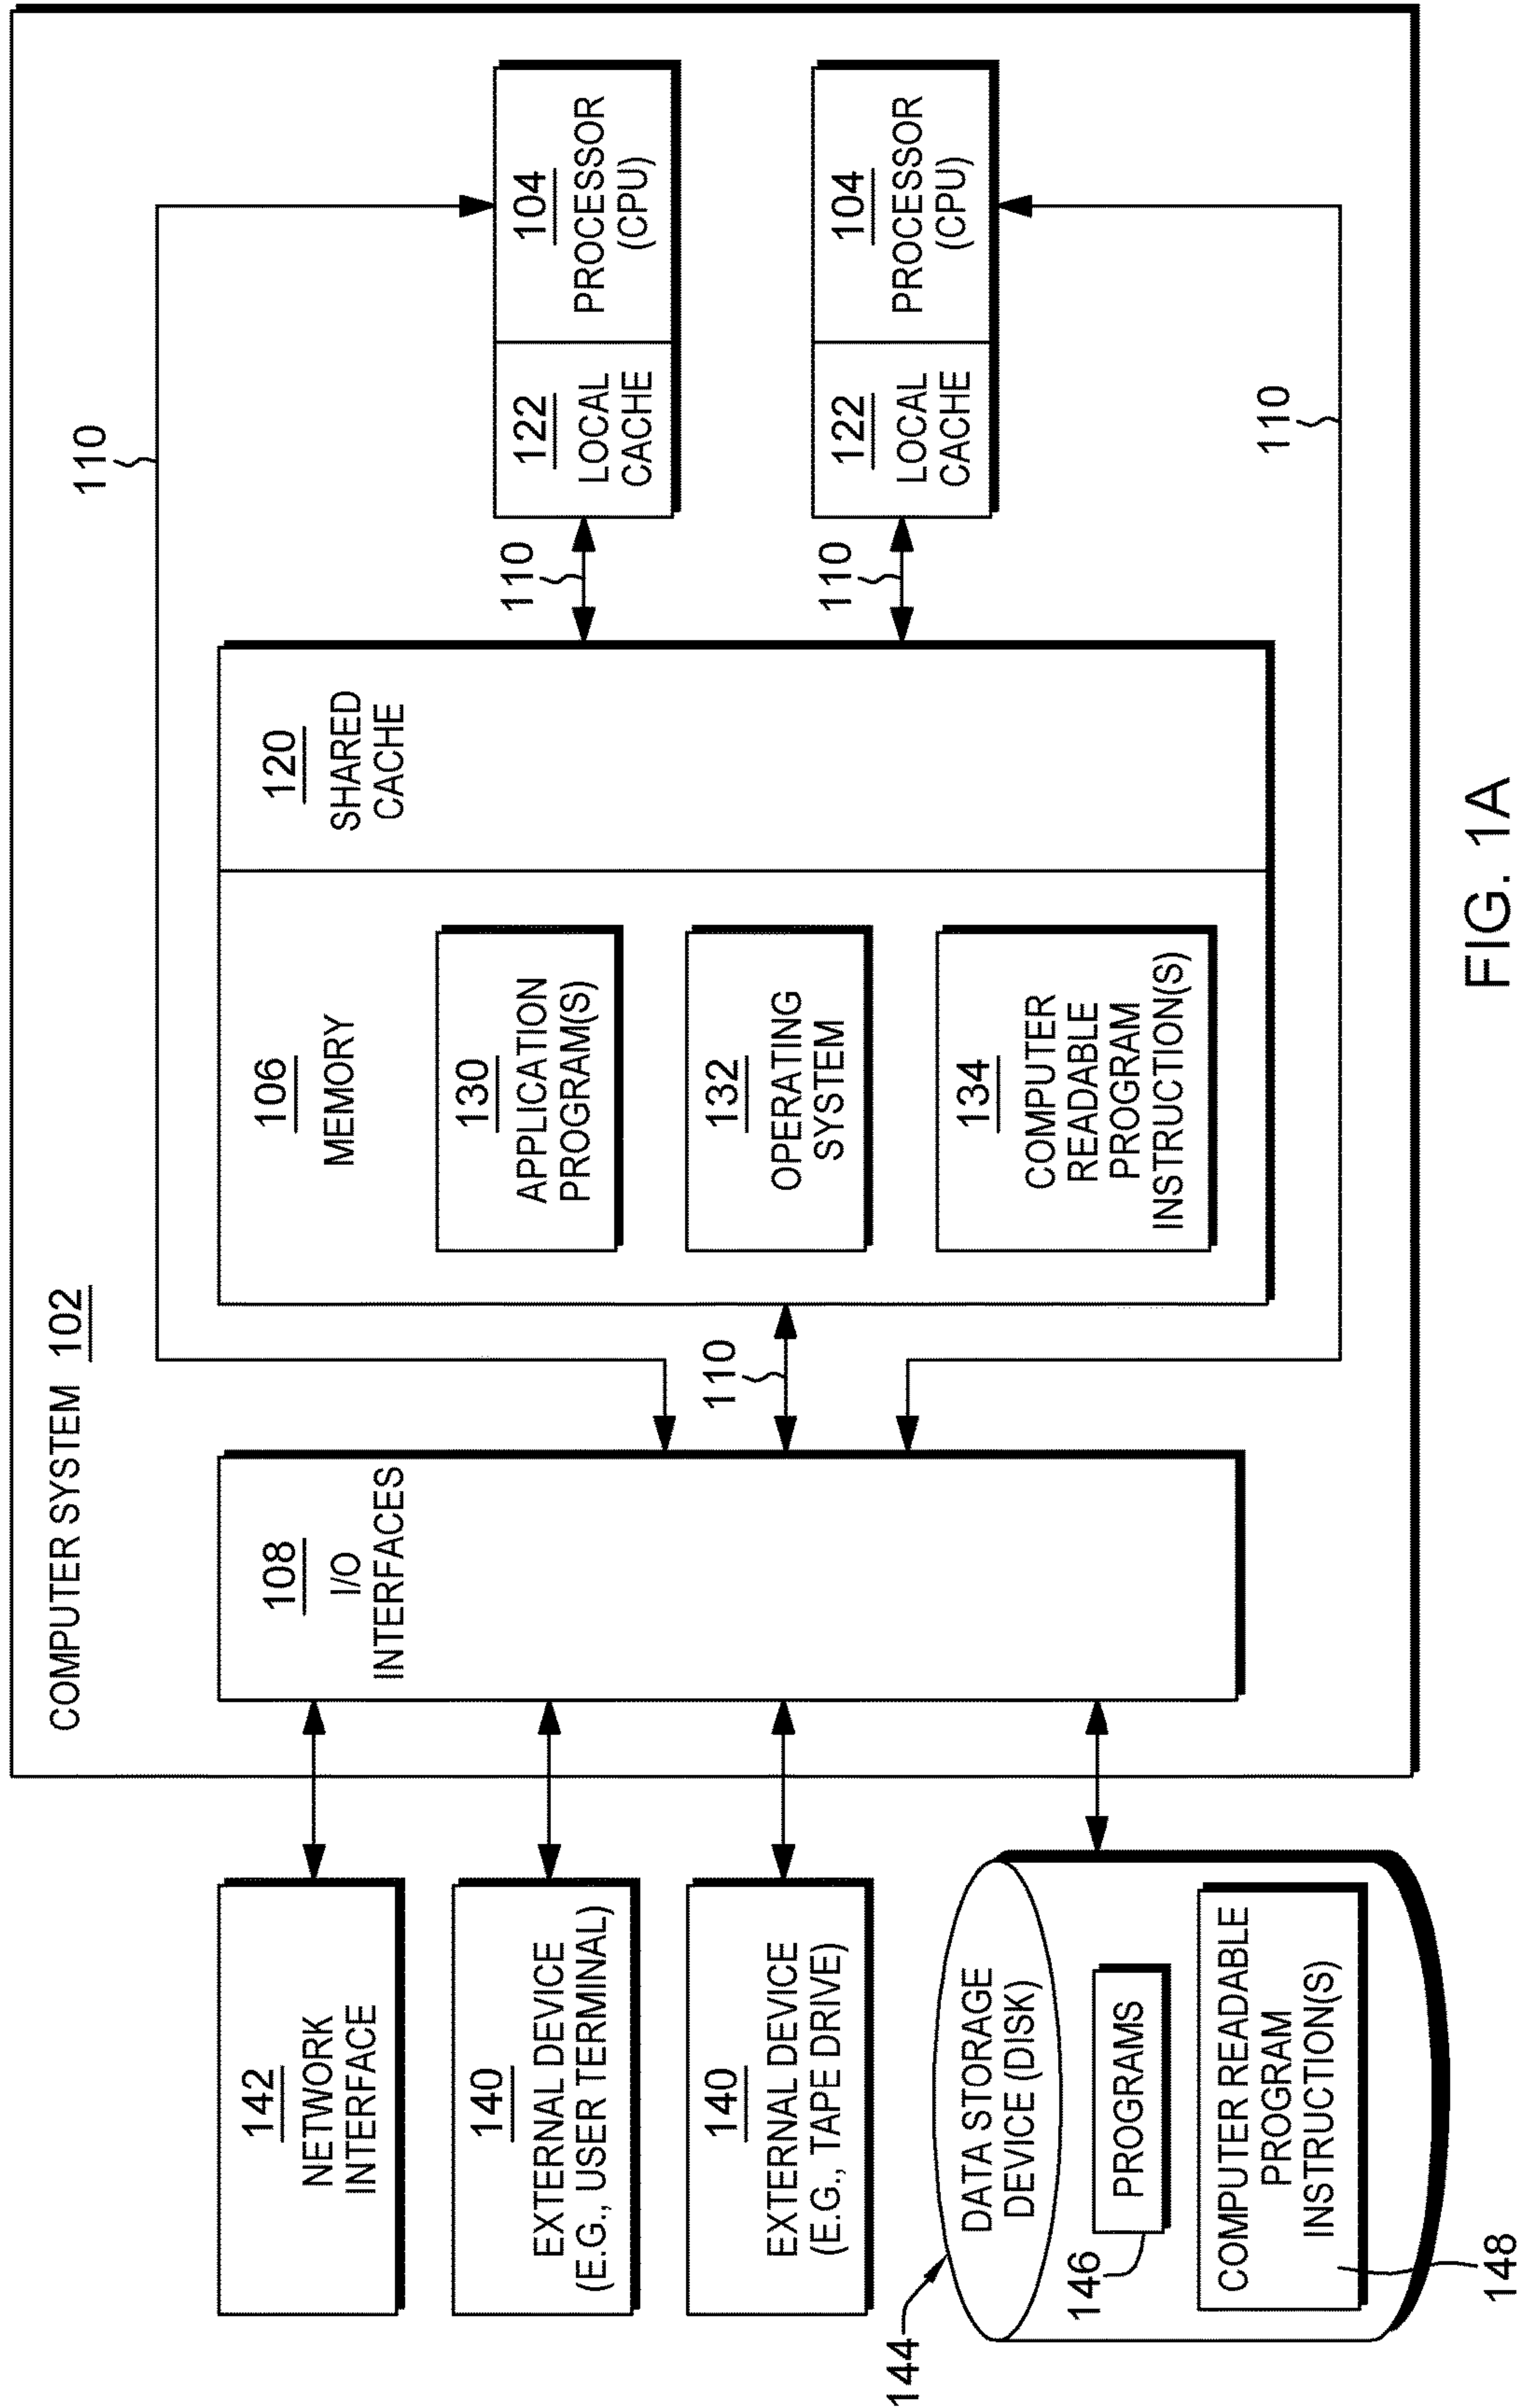 COMPUTER SYSTEM 102
142
NETWORK
INTERFACE
140
EXTERNAL DEVICE
(E.G., USER TERMINAL)
140
EXTERNAL DEVICE
(E.G., TAPE DRIVE)
144
DATA STORAGE
DEVICE (DISK)
146
PROGRAMS
COMPUTER READABLE
PROGRAM
INSTRUCTION(S)
148
108
I/O
INTERFACES
110
110
106
MEMORY
130
APPLICATION
PROGRAM(S)
132
OPERATING
SYSTEM
134
COMPUTER
READABLE
PROGRAM
INSTRUCTION(S)
120
SHARED
CACHE
110
110
122
LOCAL
CACHE
104
PROCESSOR
(CPU)
122
LOCAL
CACHE
104
PROCESSOR
(CPU)
110
FIG. 1A